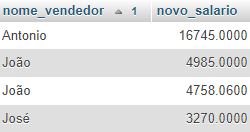 nome_vendedor 1 novo_salario
Antonio 16745.0000
João 4985.0000
João 4758.0600
José 3270.0000